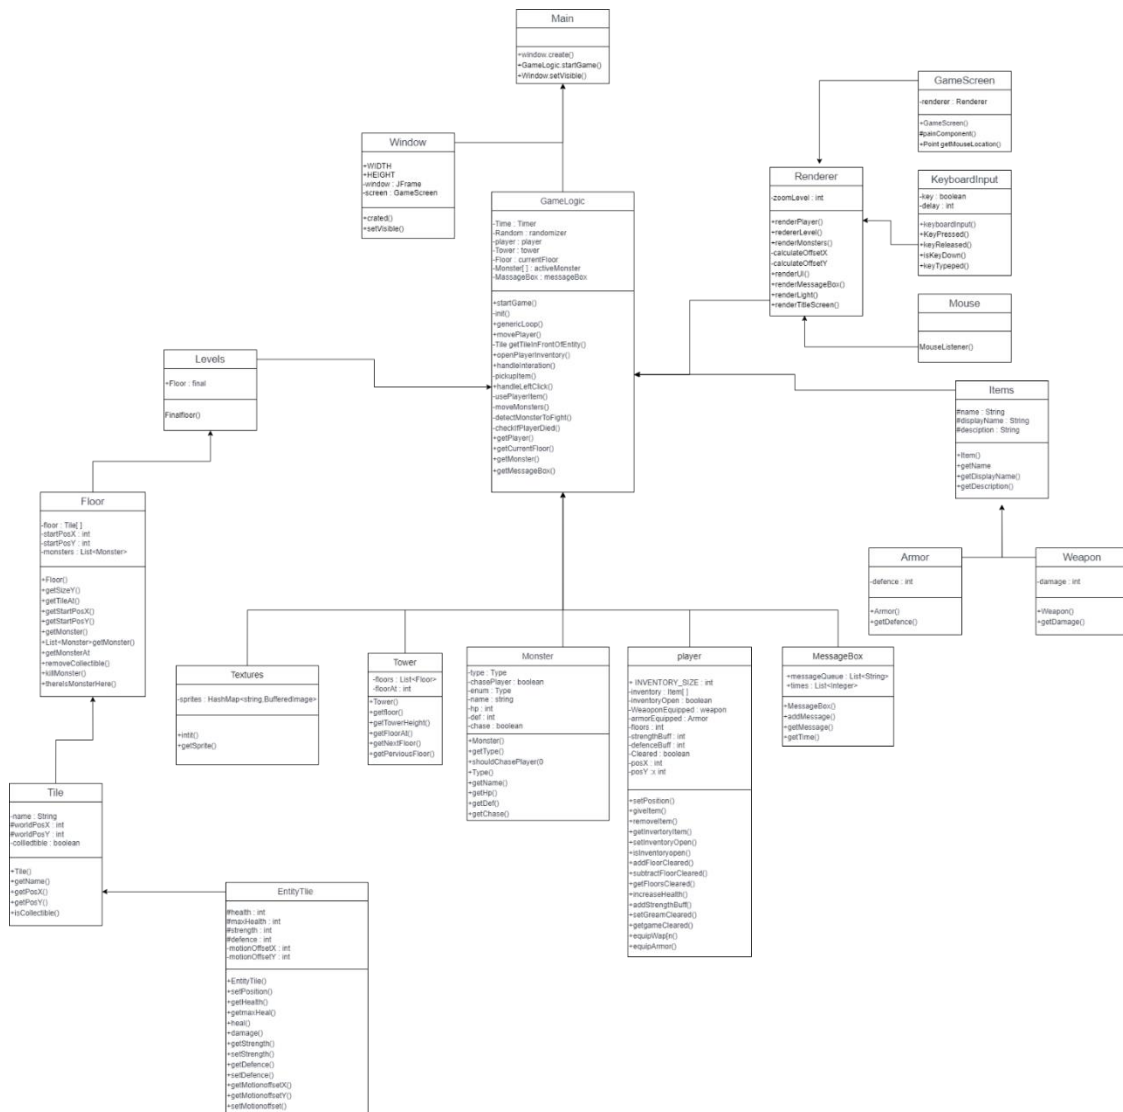 Main
+window.create()
+GameLogic.startGame()
+Window.setVisible()
GameScreen
-renderer : Renderer
+GameScreen()
#painComponent()
+Point getMouseLocation()
Window
+WIDTH
+HEIGHT
-window : JFrame
-screen : GameScreen
+crated()
+setVisible()
Renderer
-zoomLevel : int
+renderPlayer()
+redererLevel()
+renderMonsters()
-calculateOffsetX
-calculateOffsetY
+renderUI()
+renderMessageBox()
+renderLight()
+renderTitleScreen()
KeyboardInput
-key : boolean
-delay : int
+keyboardInput()
+KeyPressed()
+keyReleased()
+isKeyDown()
+keyTypeped()
GameLogic
-Time : Timer
-Random : randomizer
-player : player
-Tower : tower
-Floor : currentFloor
-Monster[ ] : activeMonster
-MassageBox : messageBox
+startGame()
-init()
+genericLoop()
+movePlayer()
-Tile getTileInFrontOfEntity()
+openPlayerInventory()
+handleInteration()
-pickupItem()
+handleLeftClick()
-usePlayerItem()
-moveMonsters()
-detectMonsterToFight()
-checkIfPlayerDied()
+getPlayer()
+getCurrentFloor()
+getMonster()
+getMessageBox()
Mouse
MouseListener()
Levels
+Floor : final
Finalfloor()
Items
#name : String
#displayName : String
#desciption : String
+Item()
+getName
+getDisplayName()
+getDescription()
Floor
-floor : Tile[ ]
-startPosX : int
-startPosY : int
-monsters : List<Monster>
+Floor()
+getSizeY()
+getTileAt()
+getStartPosX()
+getStartPosY()
+getMonster()
+List<Monster>getMonster()
+getMonsterAt
+removeCollectible()
+killMonster()
+thereIsMonsterHere()
Armor
-defence : int
+Armor()
+getDefence()
Weapon
-damage : int
+Weapon()
+getDamage()
Textures
-sprites : HashMap<string,BufferedImage>
+intit()
+getSprite()
Tower
-floors : List<Floor>
-floorAt : int
+Tower()
+getfloor()
+getTowerHeight()
+getFloorAt()
+getNextFloor()
+getPerviousFloor()
Monster
-type : Type
-chasePlayer : boolean
-enum : Type
-name : string
-hp : int
-def : int
-chase : boolean
+Monster()
+getType()
+shouldChasePlayer(0
+Type()
+getName()
+getHp()
+getDef()
+getChase()
player
+ INVENTORY_SIZE : int
-inventory : Item[ ]
-inventoryOpen : boolean
-WeaoponEquipped : weapon
-armorEquipped : Armor
-floors : int
-strengthBuff : int
-defenceBuff : int
-Cleared : boolean
-posX : int
-posY :x int
+setPosition()
+giveItem()
+removeItem()
+getInvertoryItem()
+setInventoryOpen()
+isInventoryopen()
+addFloorCleared()
+subtractFloorCleared()
+getFloorsCleared()
+increaseHealth()
+addStrengthBuff()
+setGreamCleared()
+getgameCleared()
+equipArmor()
MessageBox
+messageQueue : List<String>
+times : List<Integer>
+MessageBox()
+addMessage()
+getMessage()
+getTime()
Tile
-name : String
#worldPosX : int
#worldPosY : int
+Tile()
+getName()
+getPosX()
+getPosY()
+isCollectible()
EntityTile
#health : int
#maxHealth : int
#strength : int
#defence : int
-motionOffsetX : int
-motionOffsetY : int
+EntityTile()
+setPosition()
+getHealth()
+getmaxHeal()
+heal()
+damage()
+getStrength()
+setStrength()
+getDefence()
+setDefence()
+getMotionoffsetX()
+getMotionoffsetY()
+setMotionoffset()